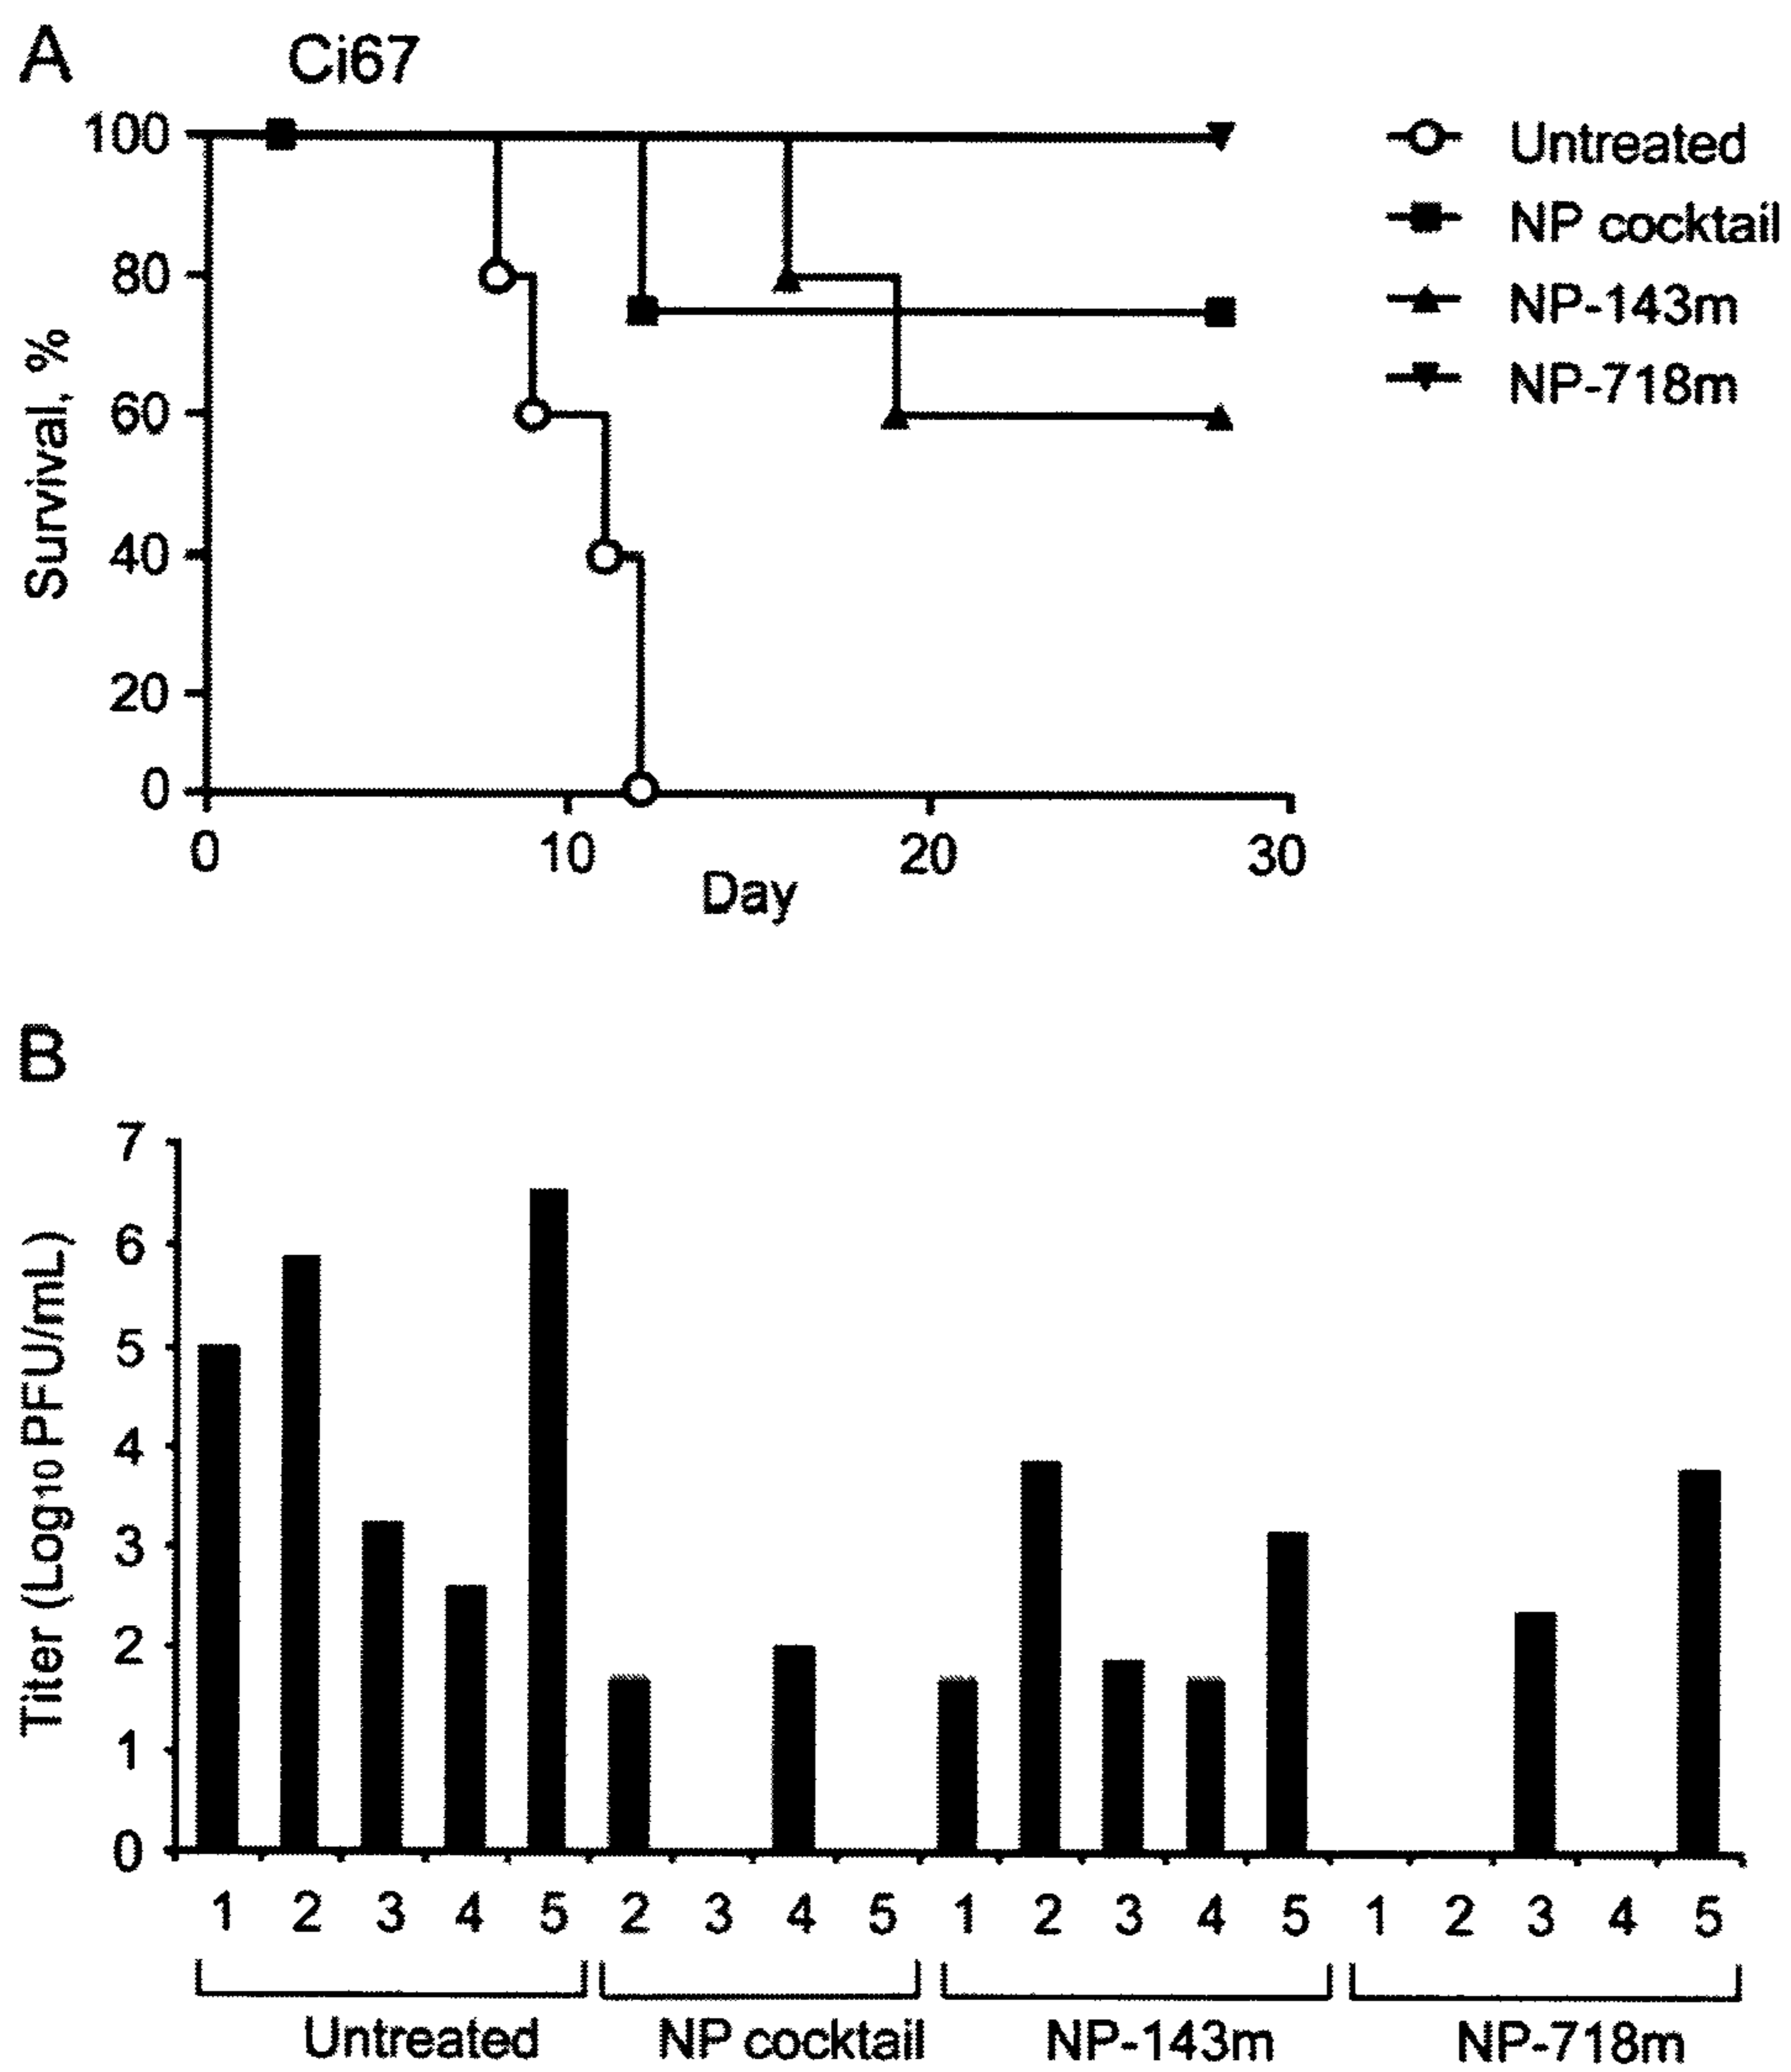 A
Ci67
100
80
60
40
20
0
Survival, %
0 10 20 30
Day
Untreated
NP cocktail
NP-143m
NP-718m
B
7
6
5
4
3
2
1
0
Titer (Log10 PFU/mL)
1 2 3 4 5 2 3 4 5 1 2 3 4 5 1 2 3 4 5
Untreated NP cocktail NP-143m NP-718m